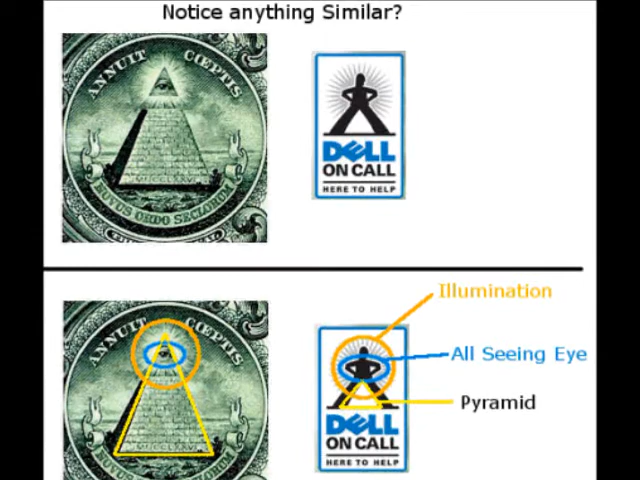 Notice anything Similar?
ANNUIT CŒPTIS
MDCCLXXVI
NOVUS ORDO SECLORUM
DELL
ON CALL
HERE TO HELP
Illumination
ANNUIT CŒPTIS
All Seeing Eye
Pyramid
DELL
ON CALL
HERE TO HELP